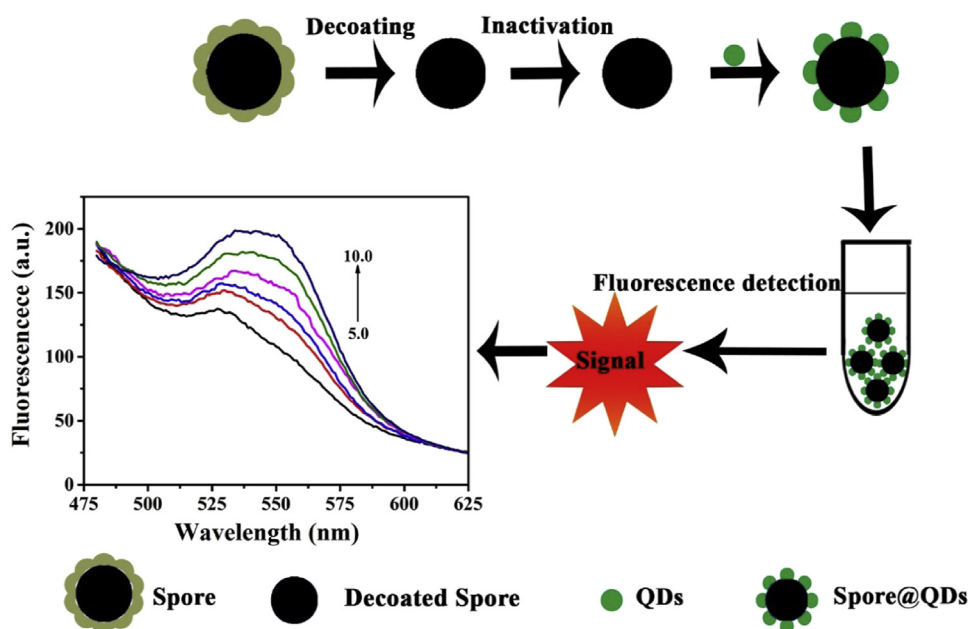 Decoating
Inactivation
Fluorescence detection
Signal
Fluorescencece (a.u.)
200
150
100
50
0
10.0
5.0
475 500 525 550 575 600 625
Wavelength (nm)
Spore
Decoated Spore
QDs
Spore@QDs